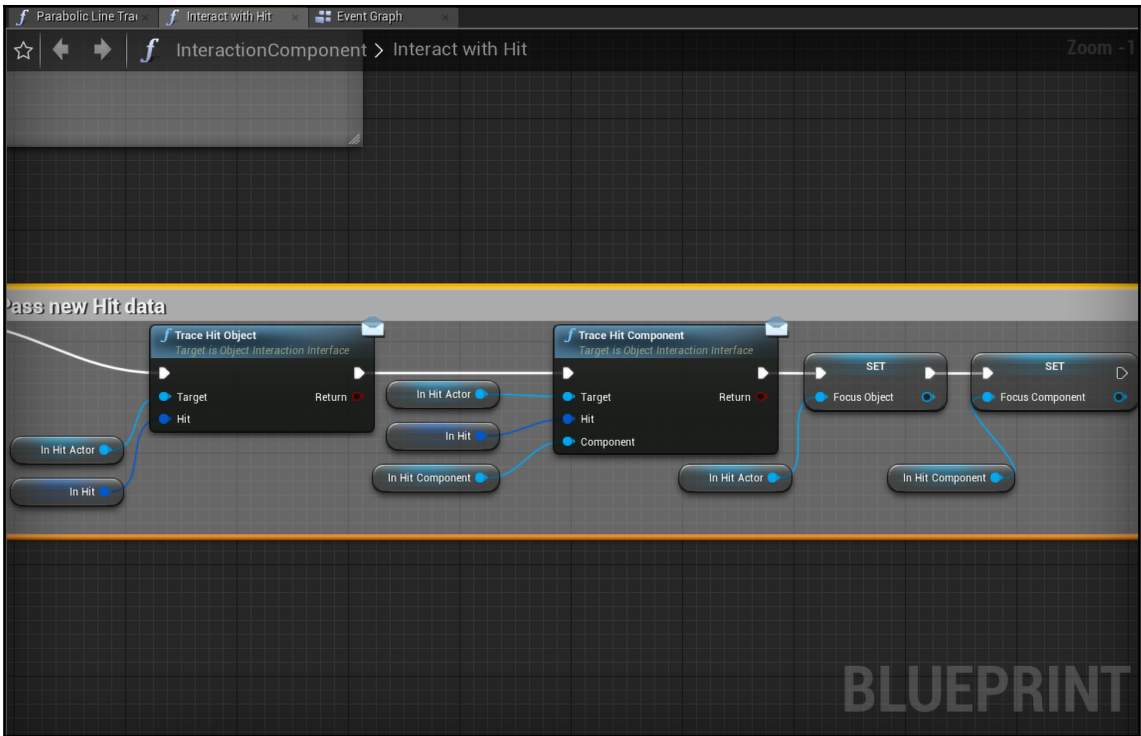 Parabolic Line Tra
Interact with Hit
Event Graph
InteractionComponent > Interact with Hit
Zoom -1
Pass new Hit data
Trace Hit Object
Target is Object Interaction Interface
Target
Return
Hit
In Hit Actor
In Hit
In Hit Actor
In Hit
In Hit Component
Trace Hit Component
Target is Object Interaction Interface
Target
Return
Hit
Component
In Hit Actor
SET
Focus Object
In Hit Component
SET
Focus Component
BLUEPRINT